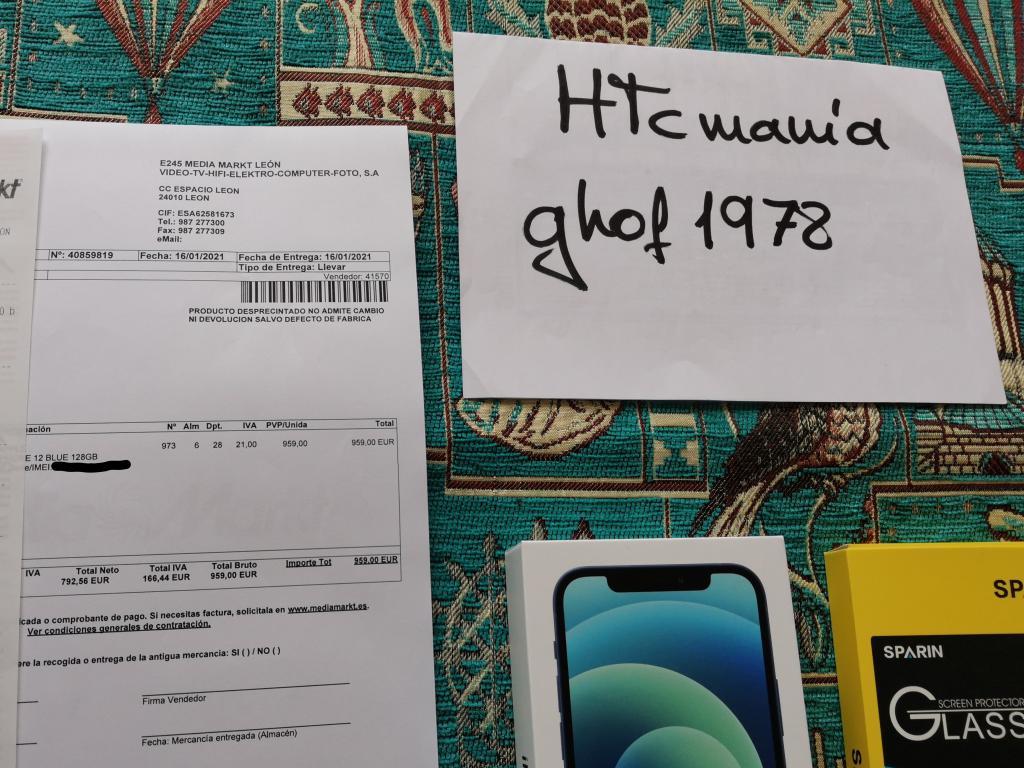 E245 MEDIA MARKT LEÓN
VIDEO-TV-HIFI-ELEKTRO-COMPUTER-FOTO, S.A
CC ESPACIO LEON
24010 LEON
CIF: ESA62581673
Tel.: 987 277300
Fax: 987 277309
eMail:
Nº: 40859819 Fecha: 16/01/2021 Fecha de Entrega: 16/01/2021
Tipo de Entrega: Llevar
Vendedor: 41570
PRODUCTO DESPRECINTADO NO ADMITE CAMBIO
NI DEVOLUCION SALVO DEFECTO DE FABRICA
Nº Alm Dpt. IVA PVP/Unida Total
973 6 28 21,00 959,00 959,00 EUR
E 12 BLUE 128GB
e/IMEI
IVA Total Neto Total IVA Total Bruto Importe Tot 959,00 EUR
792,56 EUR 166,44 EUR 959,00 EUR
icada o comprobante de pago. Si necesitas factura, solicitala en www.mediamarkt.es.
Ver condiciones generales de contratación.
ere la recogida o entrega de la antigua mercancia: SI ( ) / NO ( )
Firma Vendedor
Fecha: Mercancía entregada (Almacén)
HTcmania
ghof 1978
SPARIN
SCREEN PROTECTOR
GLASS